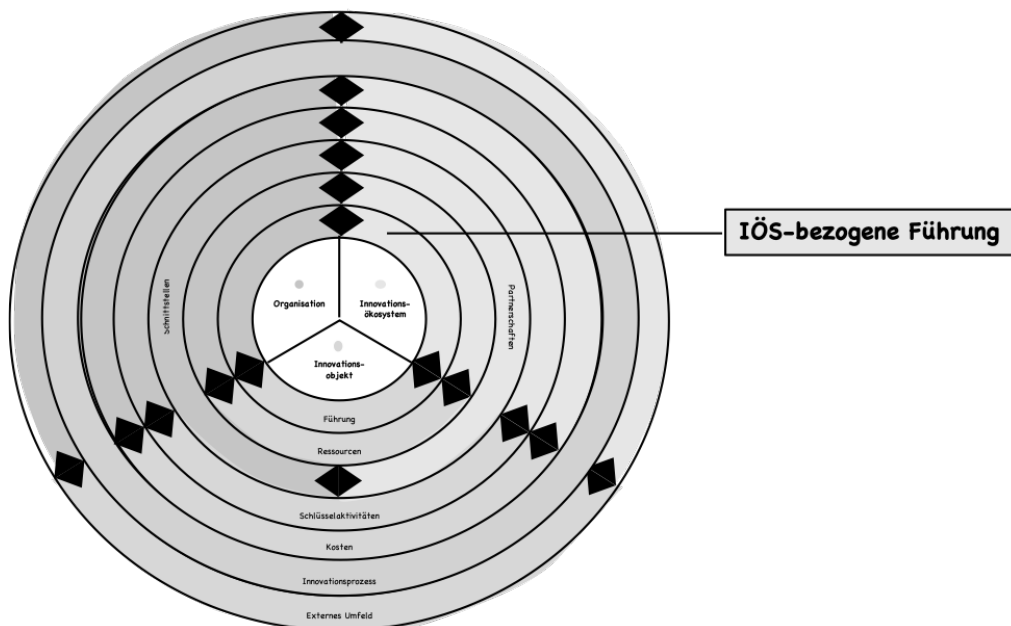 IÖS-bezogene Führung
Organisation
Innovations-
ökosystem
Innovations-
objekt
Schnittstellen
Partnerschaften
Führung
Ressourcen
Schlüsselaktivitäten
Kosten
Innovationsprozess
Externes Umfeld